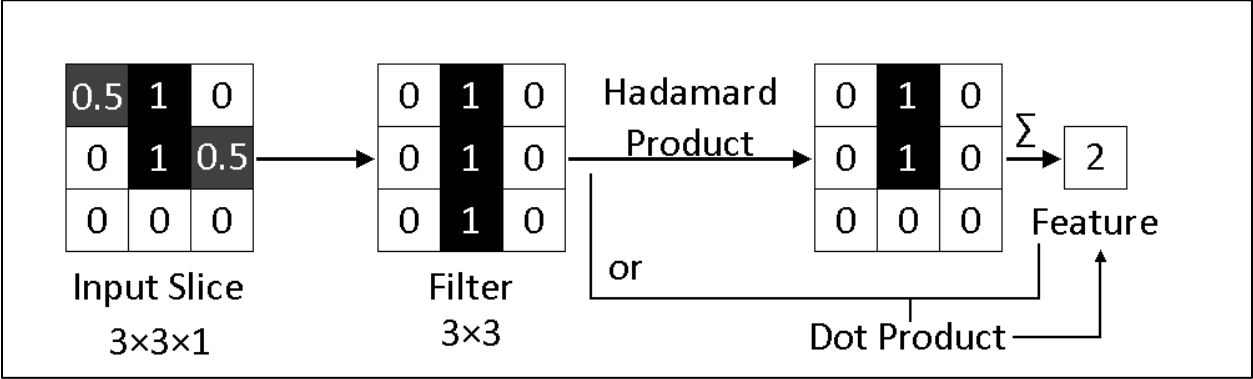 0.5 1 0
0 1 0.5
0 0 0
Input Slice
3×3×1
0 1 0
0 1 0
0 1 0
Filter
3×3
Hadamard
Product
or
0 1 0
0 1 0
0 0 0
∑
2
Feature
Dot Product